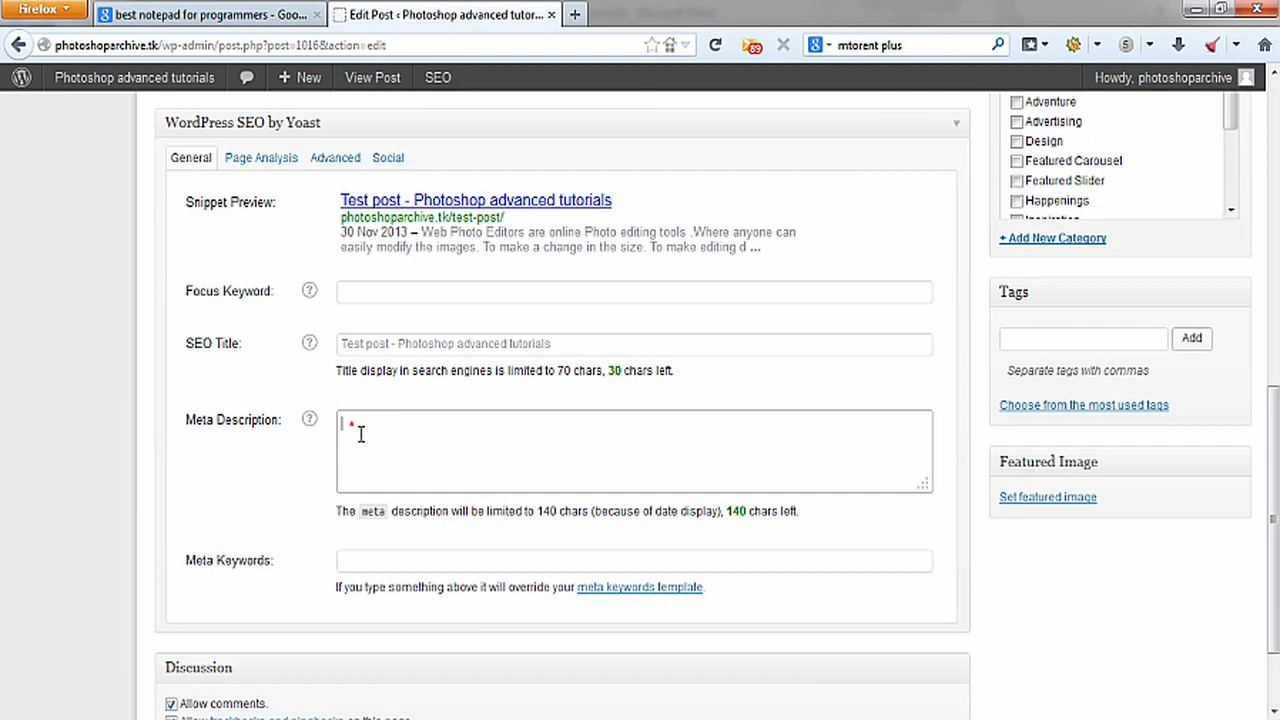 Firefox
best notepad for programmers - Goo...
Edit Post ‹ Photoshop advanced tutor...
photoshoparchive.tk/wp-admin/post.php?post=1016&action=edit
mtorent plus
Photoshop advanced tutorials
New
View Post
SEO
Howdy, photoshoparchive
WordPress SEO by Yoast
General
Page Analysis
Advanced
Social
Snippet Preview:
Test post - Photoshop advanced tutorials
photoshoparchive.tk/test-post/
30 Nov 2013 – Web Photo Editors are online Photo editing tools .Where anyone can
easily modify the images. To make a change in the size. To make editing d ...
Focus Keyword:
SEO Title:
Test post - Photoshop advanced tutorials
Title display in search engines is limited to 70 chars, 30 chars left.
Meta Description:
The meta description will be limited to 140 chars (because of date display), 140 chars left.
Meta Keywords:
If you type something above it will override your meta keywords template.
Discussion
Allow comments.
Allow trackbacks and pingbacks on this page.
Adventure
Advertising
Design
Featured Carousel
Featured Slider
Happenings
+ Add New Category
Tags
Add
Separate tags with commas
Choose from the most used tags
Featured Image
Set featured image